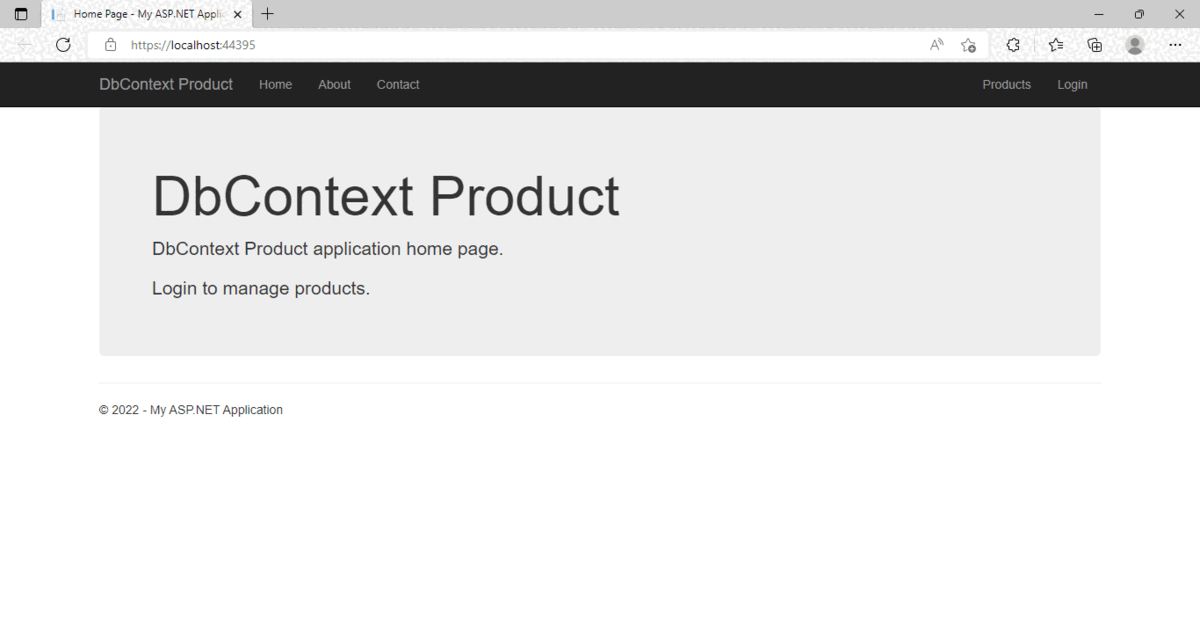 Home Page - My ASP.NET Appli
https://localhost:44395
DbContext Product Home About Contact Products Login
DbContext Product
DbContext Product application home page.
Login to manage products.
© 2022 - My ASP.NET Application